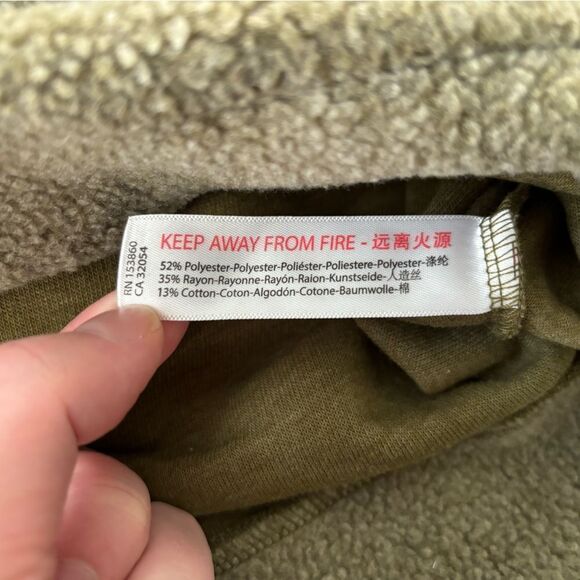 KEEP AWAY FROM FIRE - 远离火源
52% Polyester-Polyester-Poliéster-Poliestere-Polyester-涤纶
35% Rayon-Rayonne-Rayón-Raion-Kunstseide-人造丝
13% Cotton-Coton-Algodón-Cotone-Baumwolle-棉
RN 153860
CA 32054